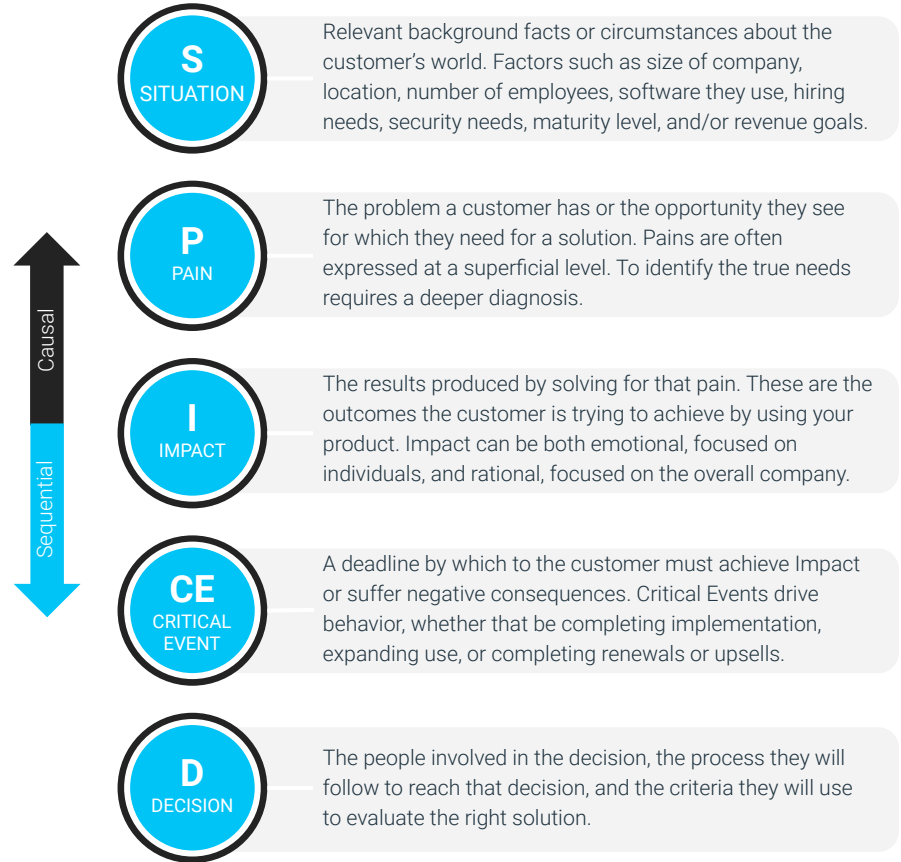 S
SITUATION
Relevant background facts or circumstances about the
customer’s world. Factors such as size of company,
location, number of employees, software they use, hiring
needs, security needs, maturity level, and/or revenue goals.
P
PAIN
The problem a customer has or the opportunity they see
for which they need for a solution. Pains are often
expressed at a superficial level. To identify the true needs
requires a deeper diagnosis.
Causal
I
IMPACT
The results produced by solving for that pain. These are the
outcomes the customer is trying to achieve by using your
product. Impact can be both emotional, focused on
individuals, and rational, focused on the overall company.
Sequential
CE
CRITICAL
EVENT
A deadline by which to the customer must achieve Impact
or suffer negative consequences. Critical Events drive
behavior, whether that be completing implementation,
expanding use, or completing renewals or upsells.
D
DECISION
The people involved in the decision, the process they will
follow to reach that decision, and the criteria they will use
to evaluate the right solution.